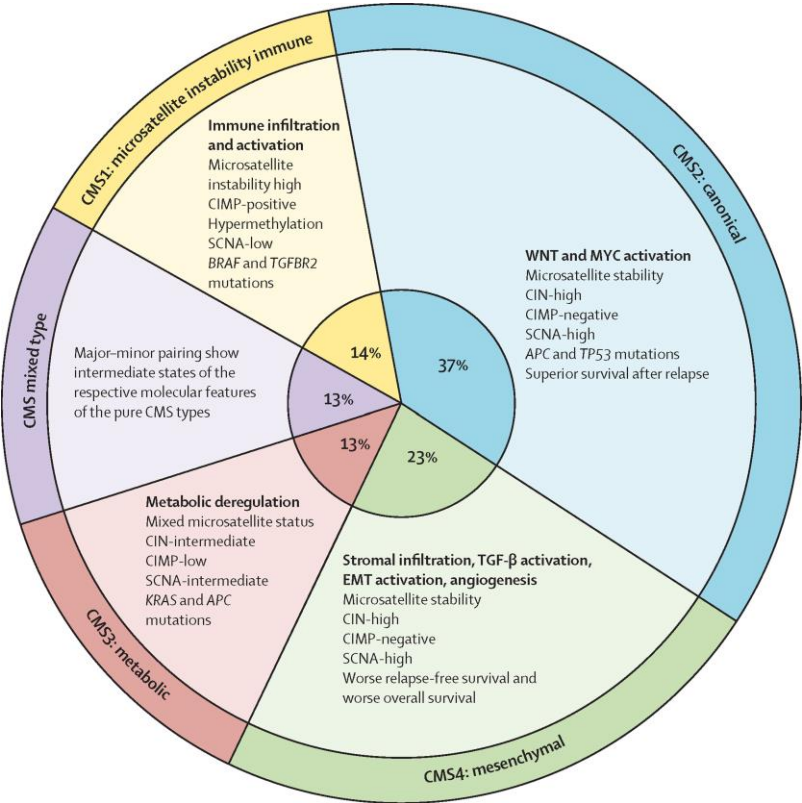 CMS1: microsatellite instability immune
Immune infiltration
and activation
Microsatellite
instability high
CIMP-positive
Hypermethylation
SCNA-low
BRAF and TGFBR2
mutations
14%
CMS2: canonical
WNT and MYC activation
Microsatellite stability
CIN-high
CIMP-negative
SCNA-high
APC and TP53 mutations
Superior survival after relapse
37%
CMS mixed type
Major–minor pairing show
intermediate states of the
respective molecular features
of the pure CMS types
13%
CMS3: metabolic
Metabolic deregulation
Mixed microsatellite status
CIN-intermediate
CIMP-low
SCNA-intermediate
KRAS and APC
mutations
13%
CMS4: mesenchymal
Stromal infiltration, TGF-β activation,
EMT activation, angiogenesis
Microsatellite stability
CIN-high
CIMP-negative
SCNA-high
Worse relapse-free survival and
worse overall survival
23%